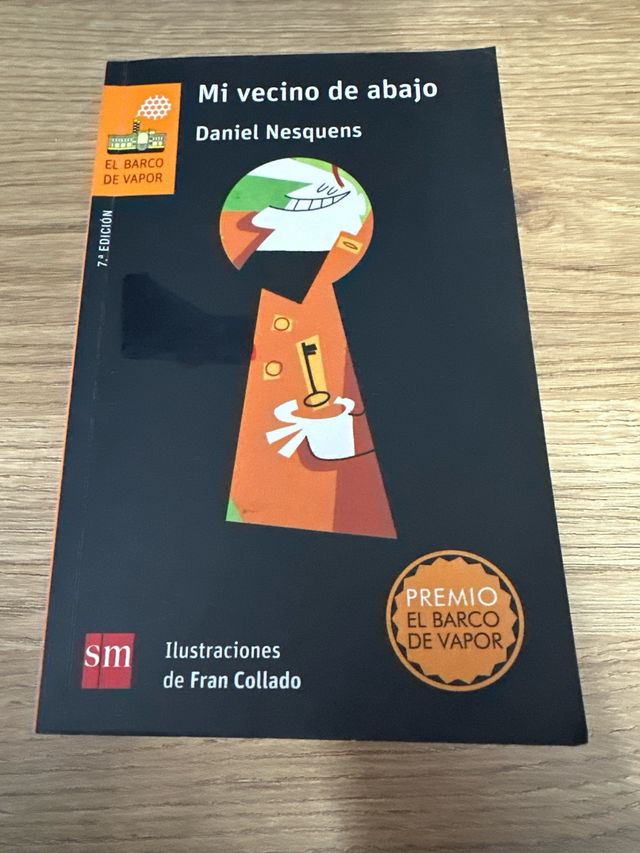 Mi vecino de abajo
Daniel Nesquens
EL BARCO
DE VAPOR
7.ª EDICIÓN
PREMIO
EL BARCO
DE VAPOR
sm
Ilustraciones
de Fran Collado